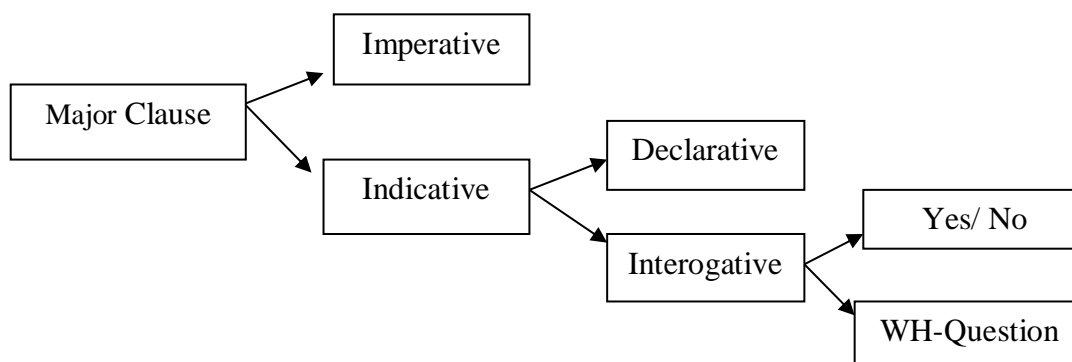 Imperative
Major Clause
Declarative
Indicative
Yes/ No
Interogative
WH-Question